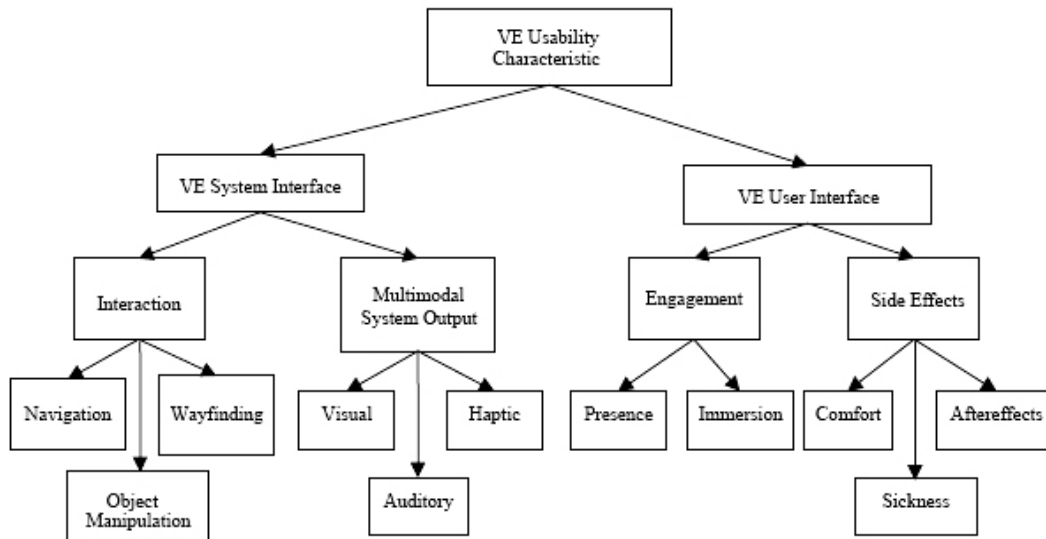 VE Usability
Characteristic
VE System Interface
VE User Interface
Interaction
Multimodal
System Output
Engagement
Side Effects
Navigation
Wayfinding
Visual
Haptic
Presence
Immersion
Comfort
Aftereffects
Object
Manipulation
Auditory
Sickness